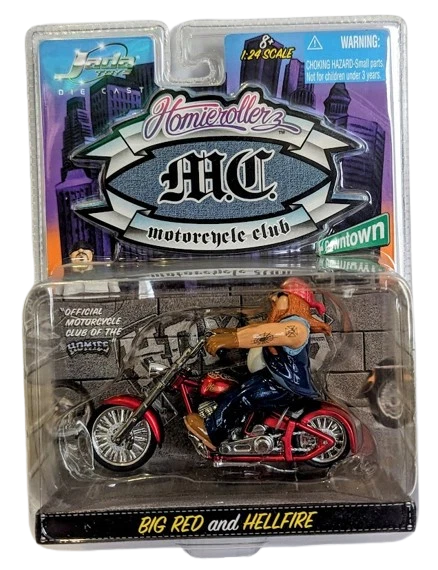 Jada
TOYS
DIE CAST
8+
1:24 SCALE
WARNING:
CHOKING HAZARD-Small parts.
Not for children under 3 years.
Homierollerz
M.C.
motorcycle club
Downtown
OFFICIAL
MOTORCYCLE
CLUB OF THE
HOMIES
BIG RED and HELLFIRE